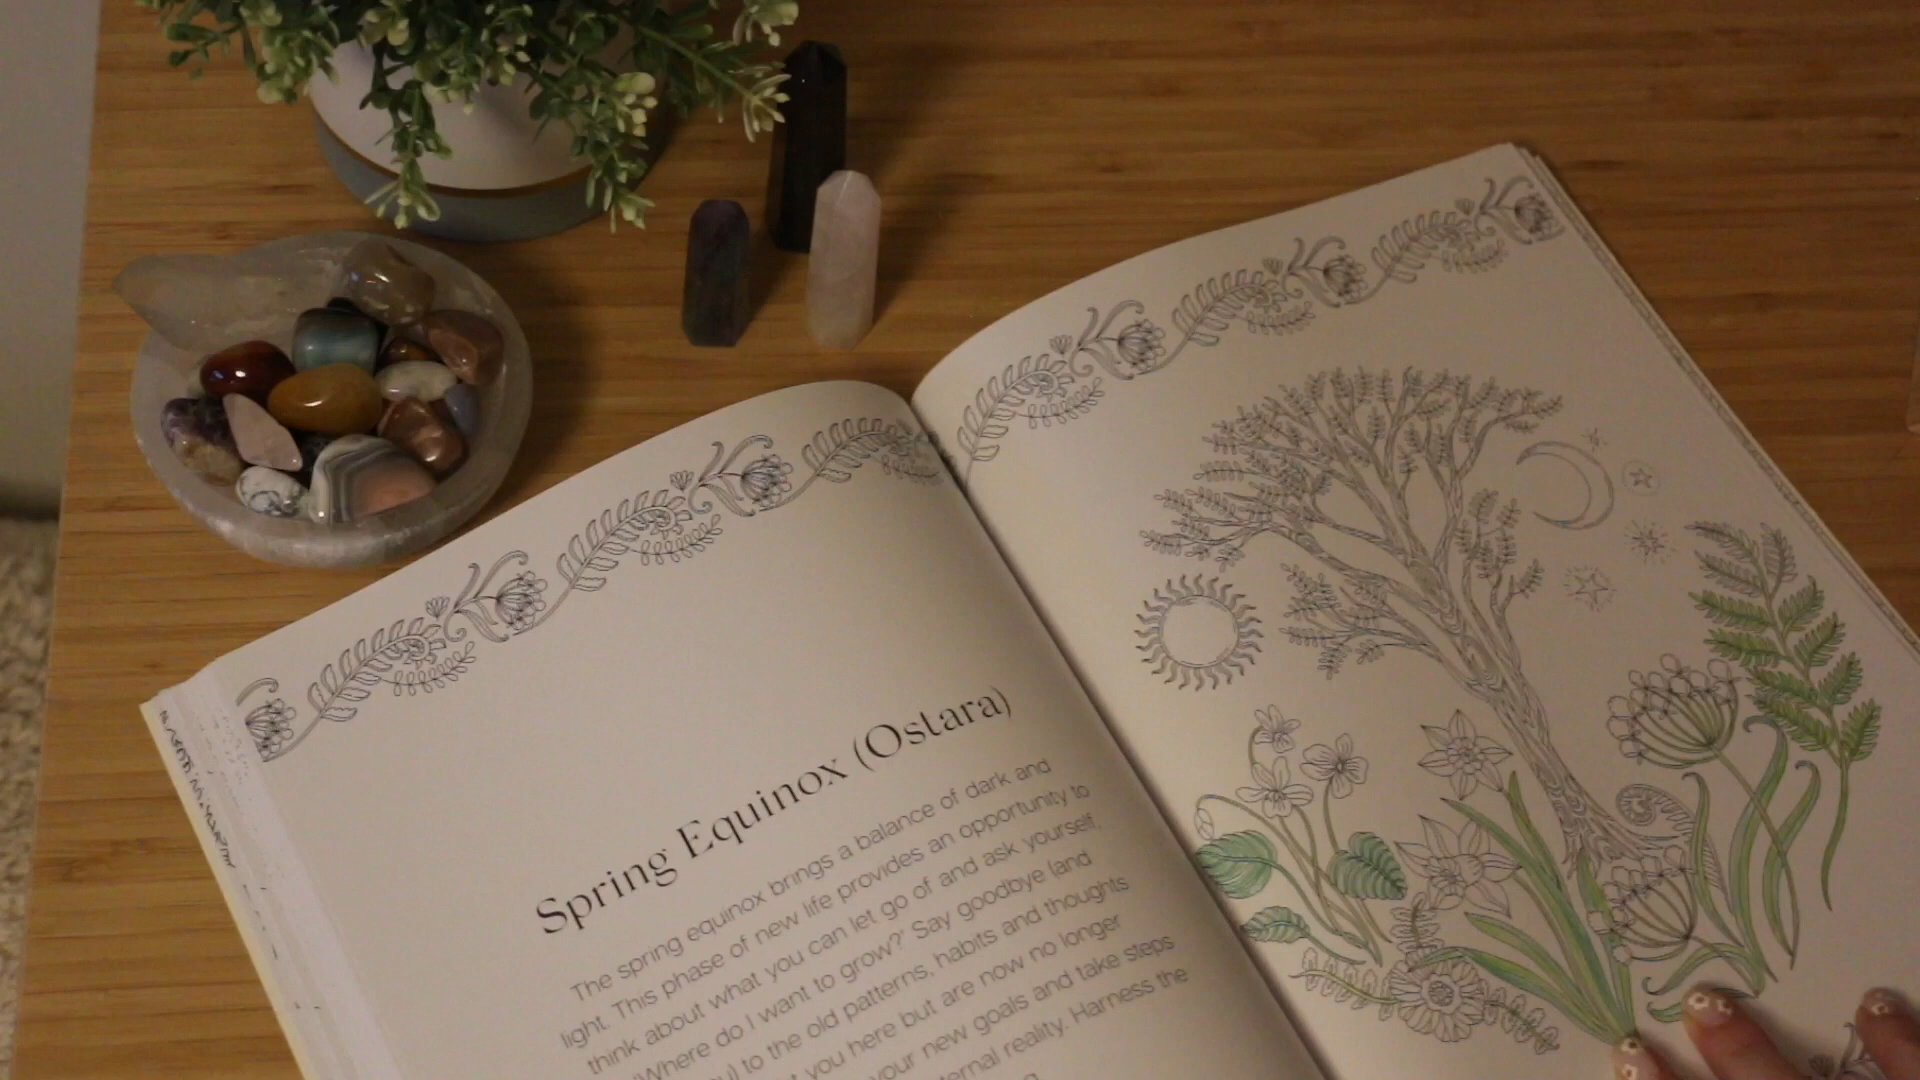 Spring Equinox (Ostara)
The spring equinox brings a balance of dark and
light. This phase of new life provides an opportunity to
think about what you can let go of and ask yourself,
'Where do I want to grow?' Say goodbye (and
to the old patterns, habits and thoughts
you here but are now no longer
your new goals and take steps
reality. Harness the